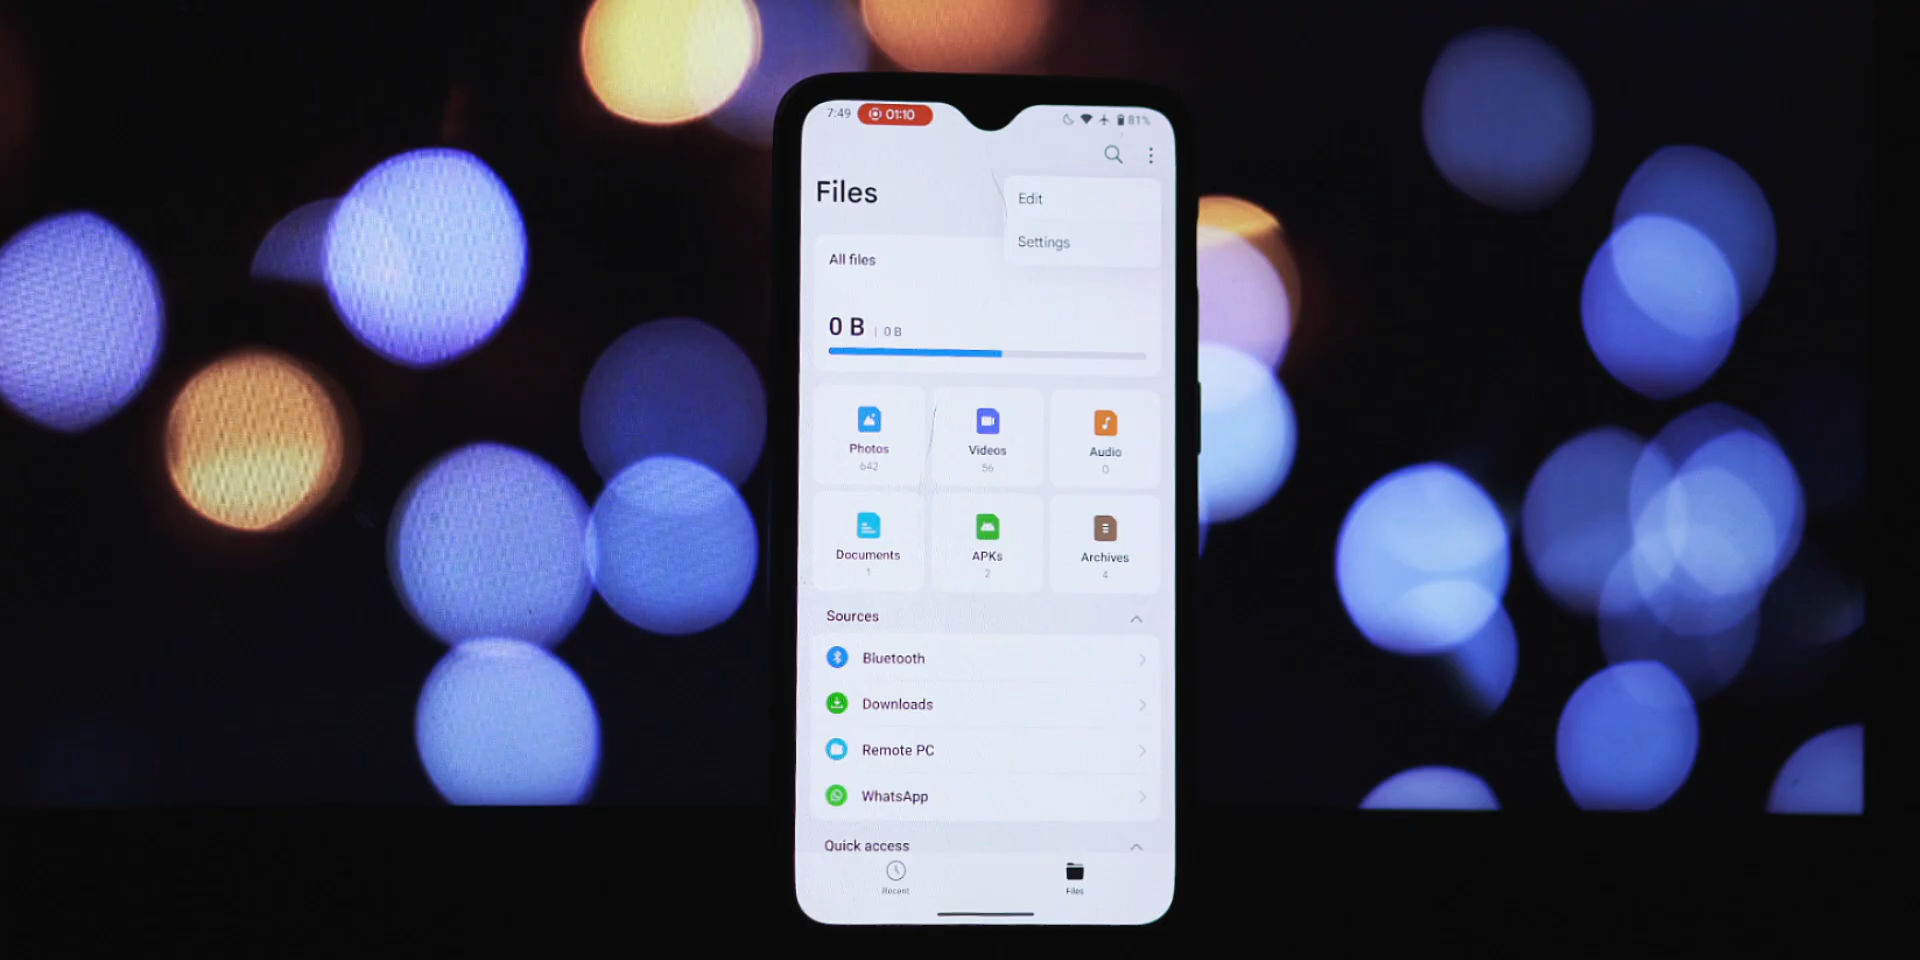 7:49 01:10 81%
Files
Edit
Settings
All files
0 B | 0 B
Photos Videos Audio
642 56 0
Documents APKs Archives
1 2 4
Sources
Bluetooth
Downloads
Remote PC
WhatsApp
Quick access
Recent Files